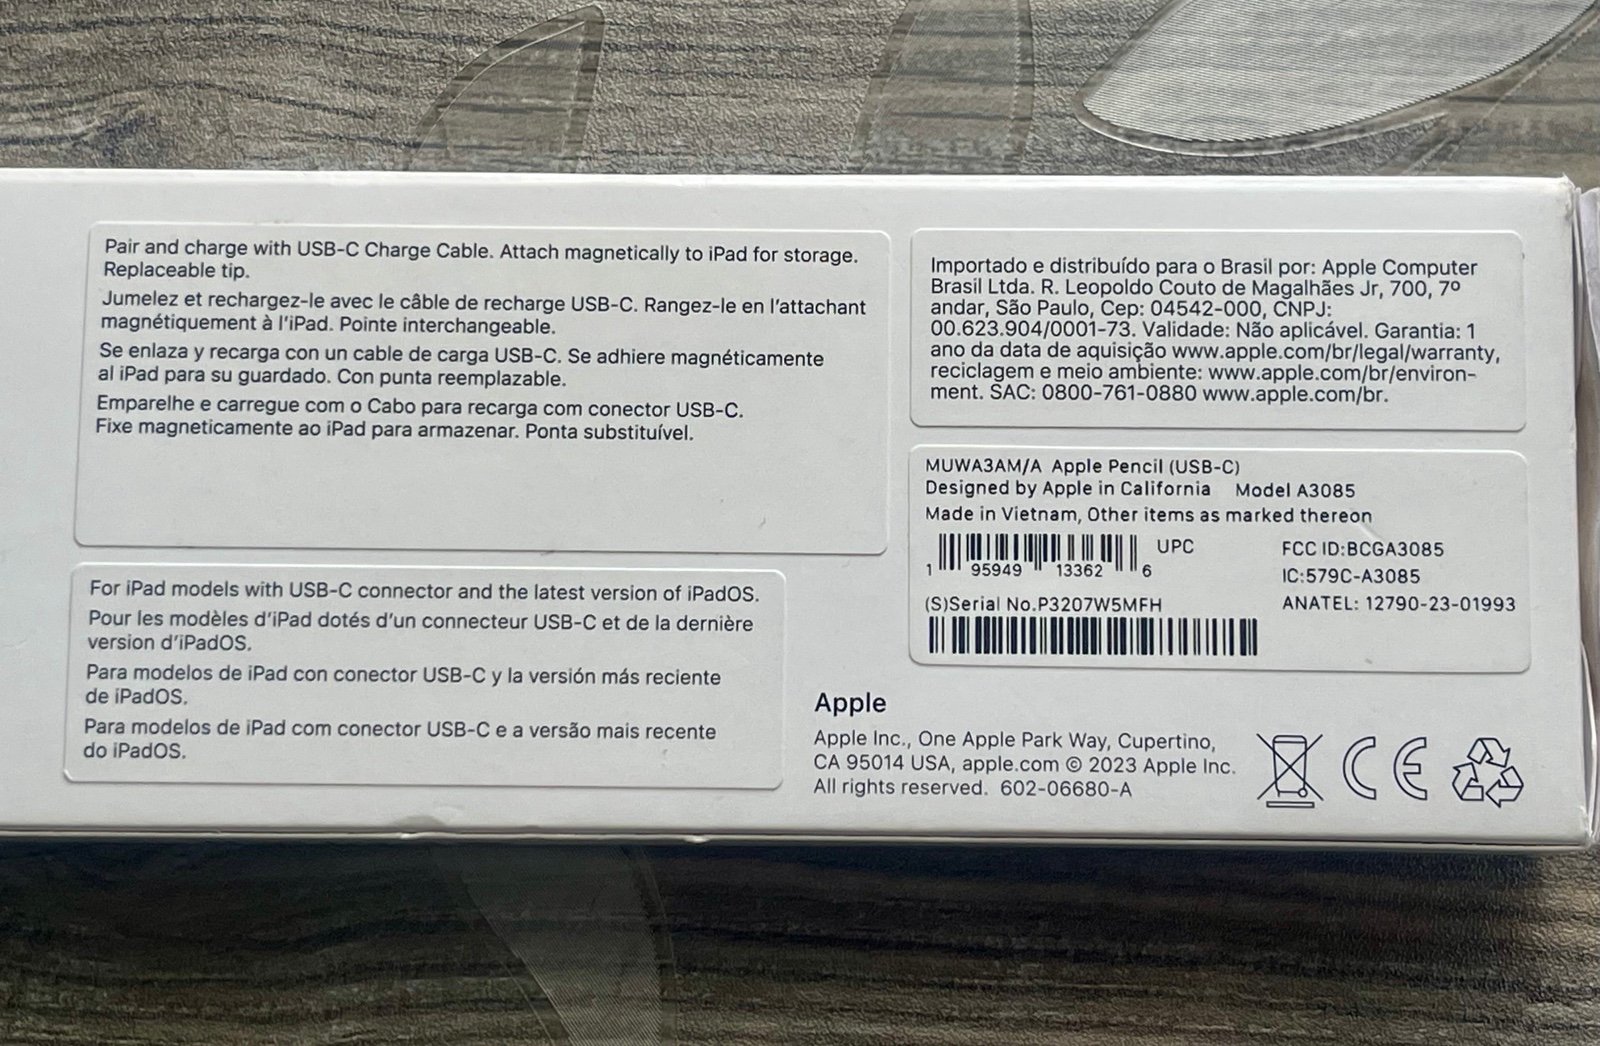 Pair and charge with USB-C Charge Cable. Attach magnetically to iPad for storage.
Replaceable tip.
Jumelez et rechargez-le avec le câble de recharge USB-C. Rangez-le en l'attachant
magnétiquement à l'iPad. Pointe interchangeable.
Se enlaza y recarga con un cable de carga USB-C. Se adhiere magnéticamente
al iPad para su guardado. Con punta reemplazable.
Emparelhe e carregue com o Cabo para recarga com conector USB-C.
Fixe magneticamente ao iPad para armazenar. Ponta substituível.
For iPad models with USB-C connector and the latest version of iPadOS.
Pour les modèles d'iPad dotés d'un connecteur USB-C et de la dernière
version d'iPadOS.
Para modelos de iPad con conector USB-C y la versión más reciente
de iPadOS.
Para modelos de iPad com conector USB-C e a versão mais recente
do iPadOS.
Importado e distribuído para o Brasil por: Apple Computer
Brasil Ltda. R. Leopoldo Couto de Magalhães Jr, 700, 7º
andar, São Paulo, Cep: 04542-000, CNPJ:
00.623.904/0001-73. Validade: Não aplicável. Garantia: 1
ano da data de aquisição www.apple.com/br/legal/warranty,
reciclagem e meio ambiente: www.apple.com/br/environ-
ment. SAC: 0800-761-0880 www.apple.com/br.
MUWA3AM/A Apple Pencil (USB-C)
Designed by Apple in California Model A3085
Made in Vietnam, Other items as marked thereon
UPC
1 95949 13362 6
FCC ID:BCGA3085
IC:579C-A3085
(S)Serial No.P3207W5MFH
ANATEL: 12790-23-01993
Apple
Apple Inc., One Apple Park Way, Cupertino,
CA 95014 USA, apple.com © 2023 Apple Inc.
All rights reserved. 602-06680-A
CE